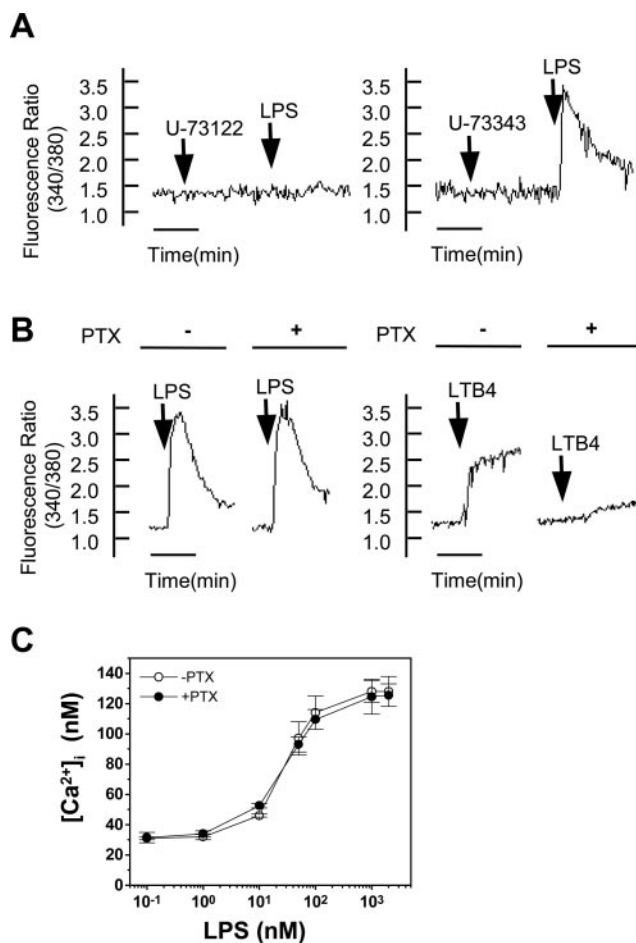 A
Fluorescence Ratio
(340/380)
3.5
3.0
2.5
2.0
1.5
1.0
U-73122
LPS
Time(min)
3.5
3.0
2.5
2.0
1.5
1.0
U-73343
LPS
Time(min)
B
PTX
-
+
PTX
-
+
Fluorescence Ratio
(340/380)
3.5
3.0
2.5
2.0
1.5
1.0
LPS
LPS
Time(min)
3.5
3.0
2.5
2.0
1.5
1.0
LTB4
LTB4
Time(min)
C
[Ca²⁺]ᵢ (nM)
140
120
100
80
60
40
20
0
-PTX
+PTX
10⁻¹ 10⁰ 10¹ 10² 10³
LPS (nM)